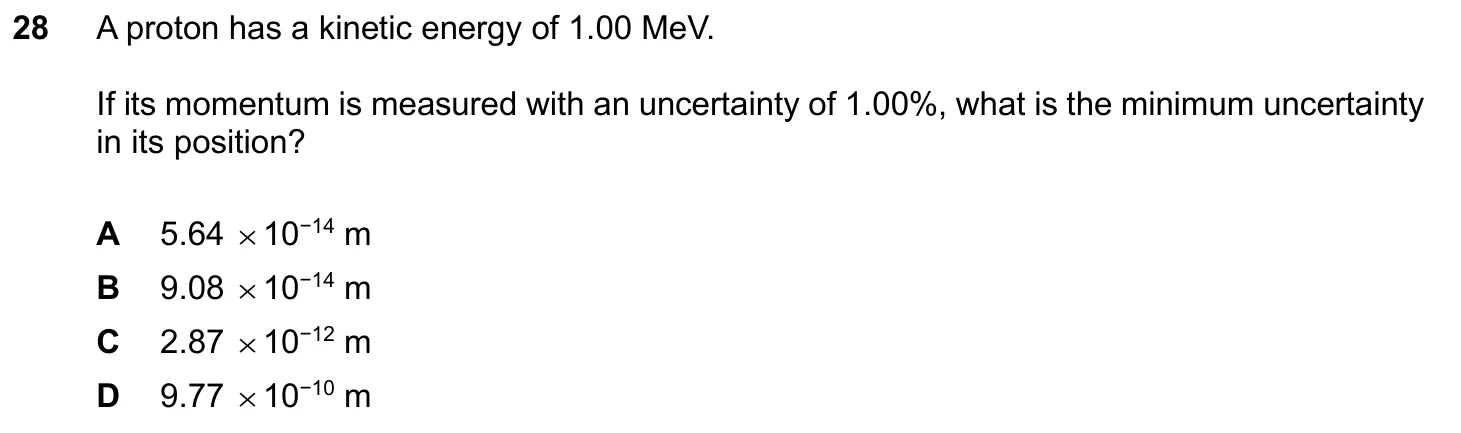 28 A proton has a kinetic energy of 1.00 MeV.
If its momentum is measured with an uncertainty of 1.00%, what is the minimum uncertainty
in its position?
A 5.64 × 10⁻¹⁴ m
B 9.08 × 10⁻¹⁴ m
C 2.87 × 10⁻¹² m
D 9.77 × 10⁻¹⁰ m